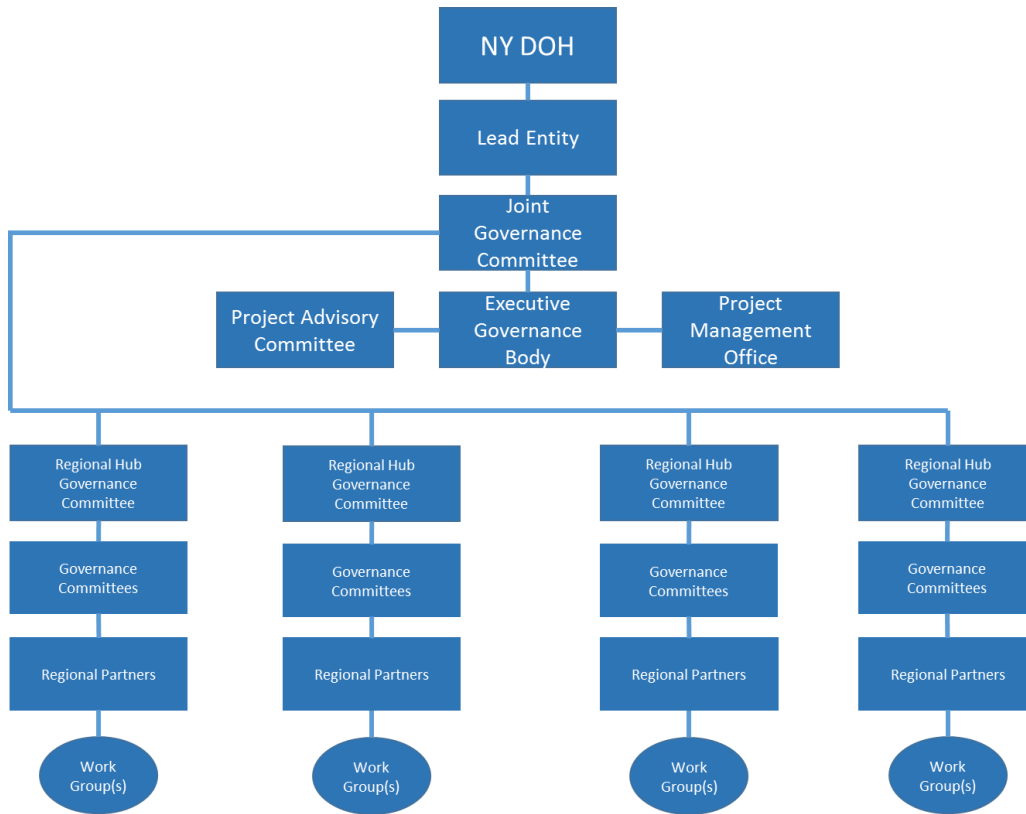 NY DOH
Lead Entity
Joint
Governance
Committee
Project Advisory
Committee
Executive
Governance
Body
Project
Management
Office
Regional Hub
Governance
Committee
Regional Hub
Governance
Committee
Regional Hub
Governance
Committee
Regional Hub
Governance
Committee
Governance
Committees
Governance
Committees
Governance
Committees
Governance
Committees
Regional Partners
Regional Partners
Regional Partners
Regional Partners
Work
Group(s)
Work
Group(s)
Work
Group(s)
Work
Group(s)